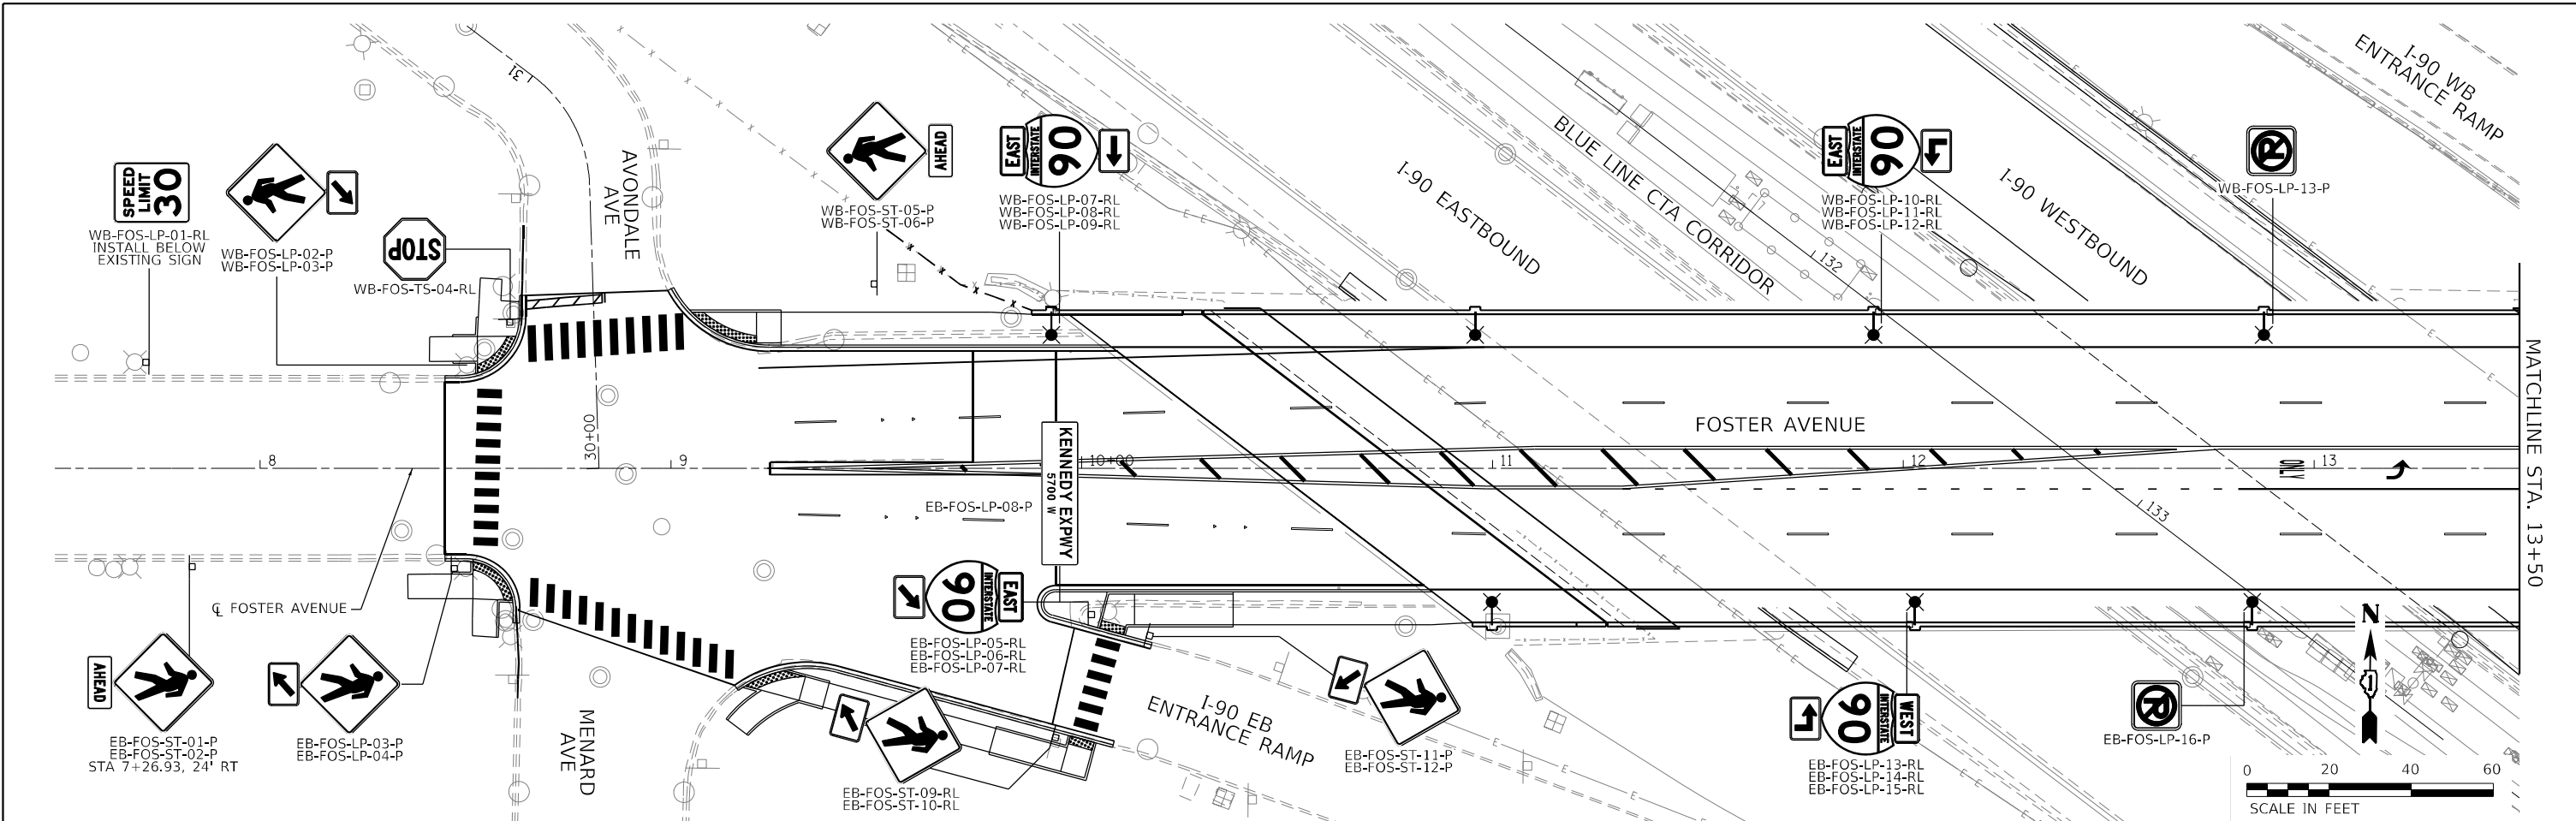 SPEED
LIMIT
30
WB-FOS-LP-01-RL
INSTALL BELOW
EXISTING SIGN
WB-FOS-LP-02-P
WB-FOS-LP-03-P
STOP
WB-FOS-TS-04-RL
31
AVONDALE
AVE
AHEAD
WB-FOS-ST-05-P
WB-FOS-ST-06-P
EAST
INTERSTATE
90
WB-FOS-LP-07-RL
WB-FOS-LP-08-RL
WB-FOS-LP-09-RL
I-90 EASTBOUND
BLUE LINE CTA CORRIDOR
132
EAST
INTERSTATE
90
WB-FOS-LP-10-RL
WB-FOS-LP-11-RL
WB-FOS-LP-12-RL
I-90 WESTBOUND
P
WB-FOS-LP-13-P
I-90 WB
ENTRANCE RAMP
MATCHLINE STA. 13+50
FOSTER AVENUE
30+00
8
9
10+00
11
12
13
ONLY
133
KENNEDY EXPWY
5700 W
EB-FOS-LP-08-P
℄ FOSTER AVENUE
AHEAD
EB-FOS-ST-01-P
EB-FOS-ST-02-P
STA 7+26.93, 24' RT
EB-FOS-LP-03-P
EB-FOS-LP-04-P
MENARD
AVE
90
INTERSTATE
EAST
EB-FOS-LP-05-RL
EB-FOS-LP-06-RL
EB-FOS-LP-07-RL
EB-FOS-ST-09-RL
EB-FOS-ST-10-RL
I-90 EB
ENTRANCE RAMP
EB-FOS-ST-11-P
EB-FOS-ST-12-P
90
INTERSTATE
WEST
EB-FOS-LP-13-RL
EB-FOS-LP-14-RL
EB-FOS-LP-15-RL
P
EB-FOS-LP-16-P
N
1
0 20 40 60
SCALE IN FEET